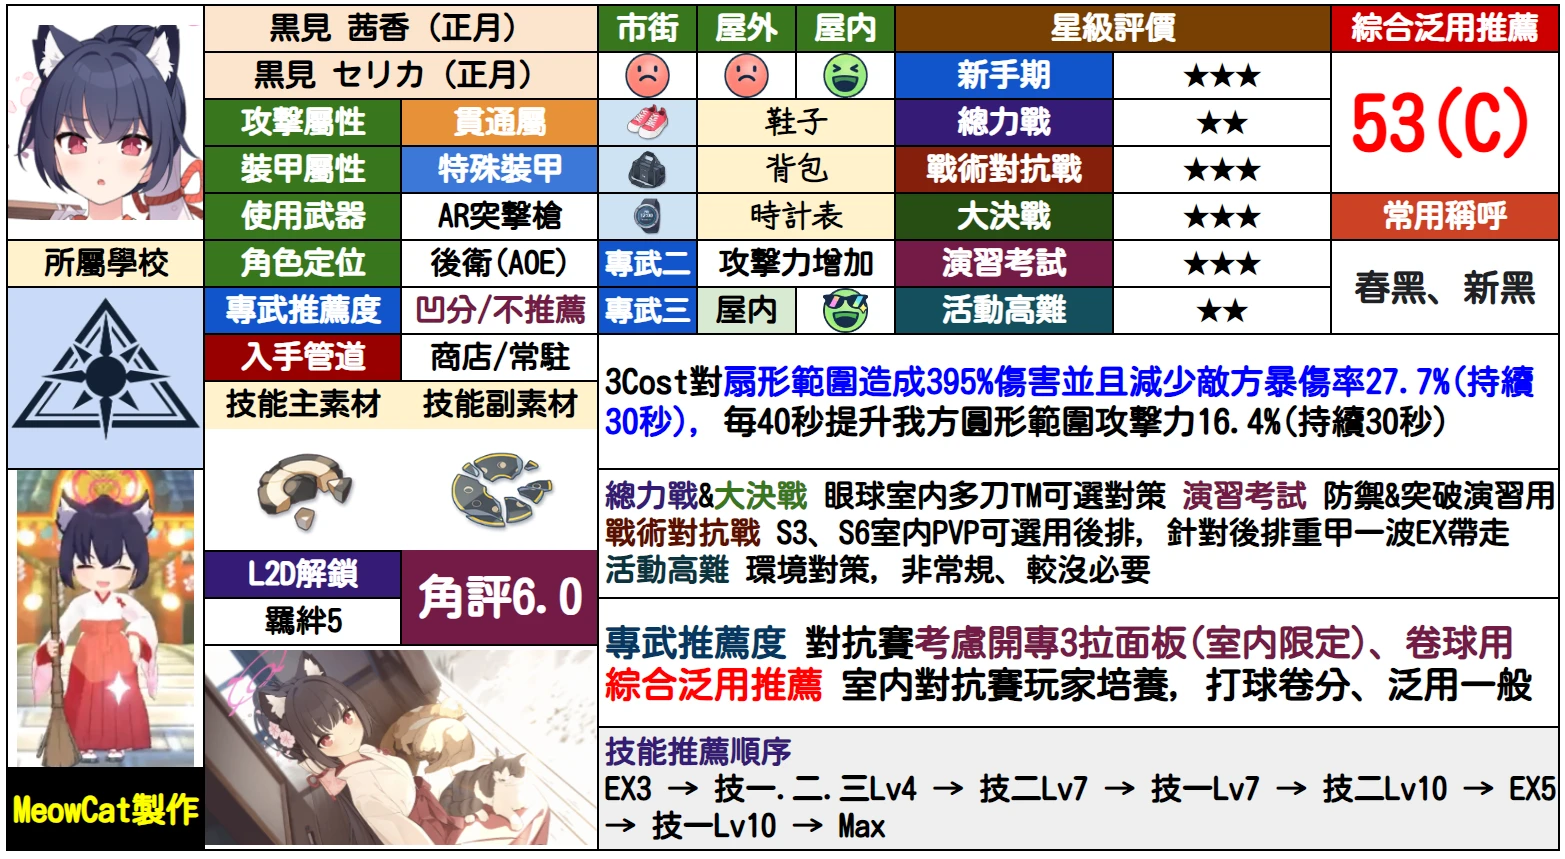 黒見 茜香（正月）
黒見 セリカ（正月）
攻擊屬性
貫通屬
裝甲屬性
特殊裝甲
使用武器
AR突擊槍
所屬學校
角色定位
後衛(AOE)
專武推薦度
凹分/不推薦
入手管道
商店/常駐
技能主素材
技能副素材
L2D解鎖
羈絆5
角評6.0
MeowCat製作
市街
屋外
屋内
鞋子
背包
時計表
專武二
攻擊力增加
專武三
屋内
星級評價
新手期
★★★
總力戰
★★
戰術對抗戰
★★★
大決戰
★★★
演習考試
★★★
活動高難
★★
綜合泛用推薦
53(C)
常用稱呼
春黑、新黑
3Cost對扇形範圍造成395%傷害並且減少敵方暴傷率27.7%(持續
30秒)，每40秒提升我方圓形範圍攻擊力16.4%(持續30秒)
總力戰&大決戰 眼球室内多刀TM可選對策 演習考試 防禦&突破演習用
戰術對抗戰 S3、S6室内PVP可選用後排，針對後排重甲一波EX帶走
活動高難 環境對策，非常規、較沒必要
專武推薦度 對抗賽考慮開專3拉面板(室内限定)、卷球用
綜合泛用推薦 室内對抗賽玩家培養，打球卷分、泛用一般
技能推薦順序
EX3 → 技一.二.三Lv4 → 技二Lv7 → 技一Lv7 → 技二Lv10 → EX5
→ 技一Lv10 → Max